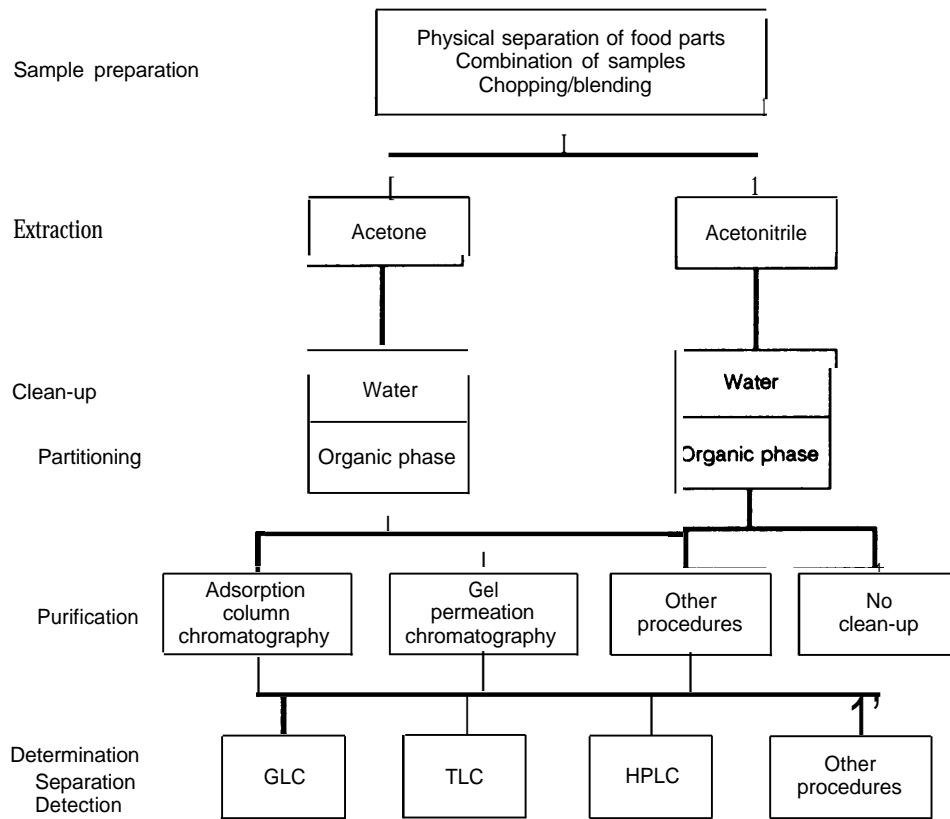 Physical separation of food parts
Combination of samples
Chopping/blending
Sample preparation
Extraction
Acetone
Acetonitrile
Clean-up
Water
Water
Partitioning
Organic phase
Organic phase
Purification
Adsorption
column
chromatography
Gel
permeation
chromatography
Other
procedures
No
clean-up
Determination
Separation
Detection
GLC
TLC
HPLC
Other
procedures